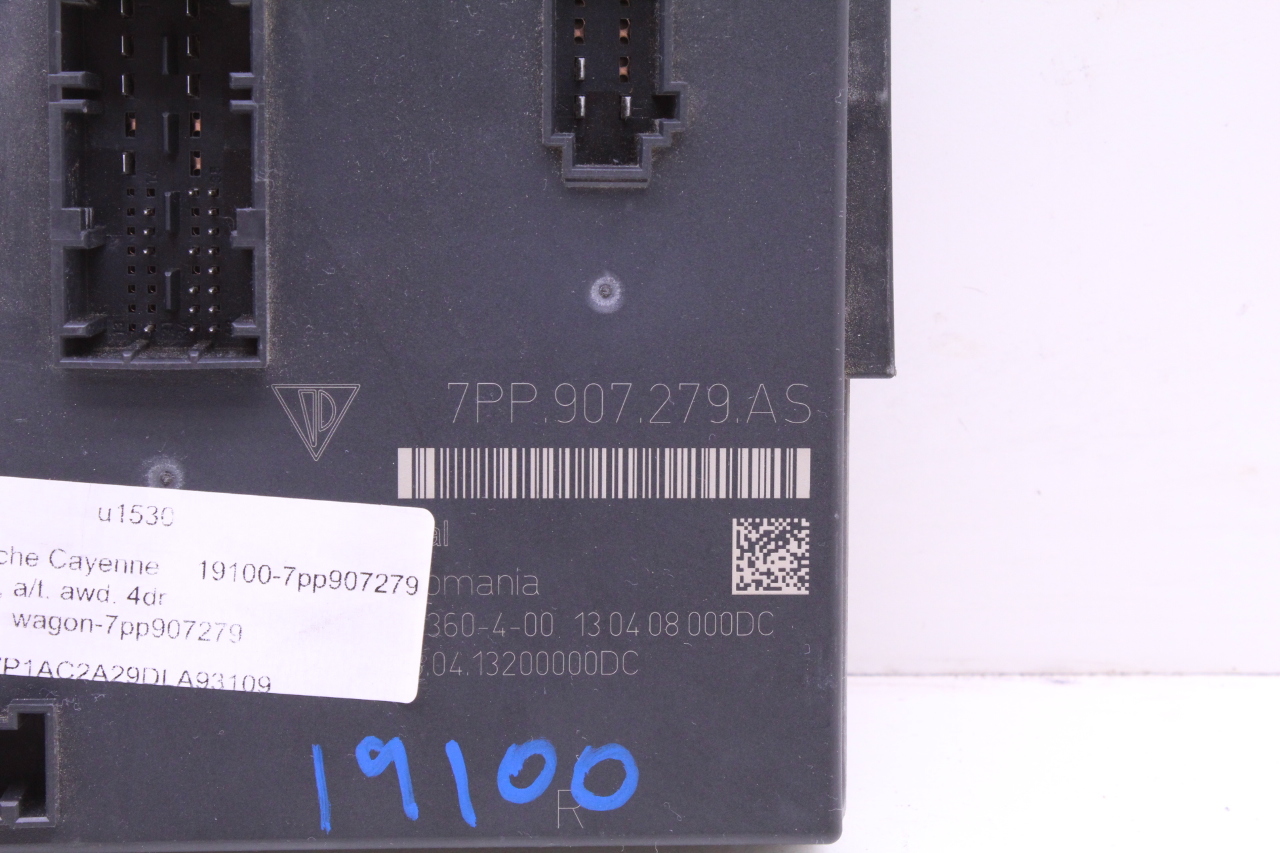 7PP.907.279.AS
u1530
che Cayenne 19100-7pp907279
, a/t. awd. 4dr
wagon-7pp907279
P1AC2A29DLA93109
al
omania
360-4-00 13 04 08 000DC
04.13200000DC
19100
R